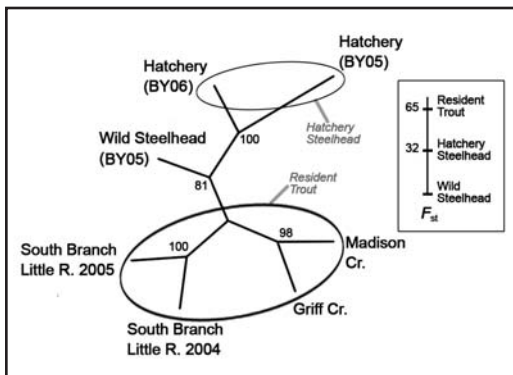 Hatchery
(BY05)
Hatchery
(BY06)
100
Hatchery
Steelhead
Wild Steelhead
(BY05)
81
Resident
Trout
South Branch
Little R. 2005
100
98
Madison
Cr.
Griff Cr.
South Branch
Little R. 2004
65
Resident
Trout
32
Hatchery
Steelhead
Wild
Steelhead
Fst